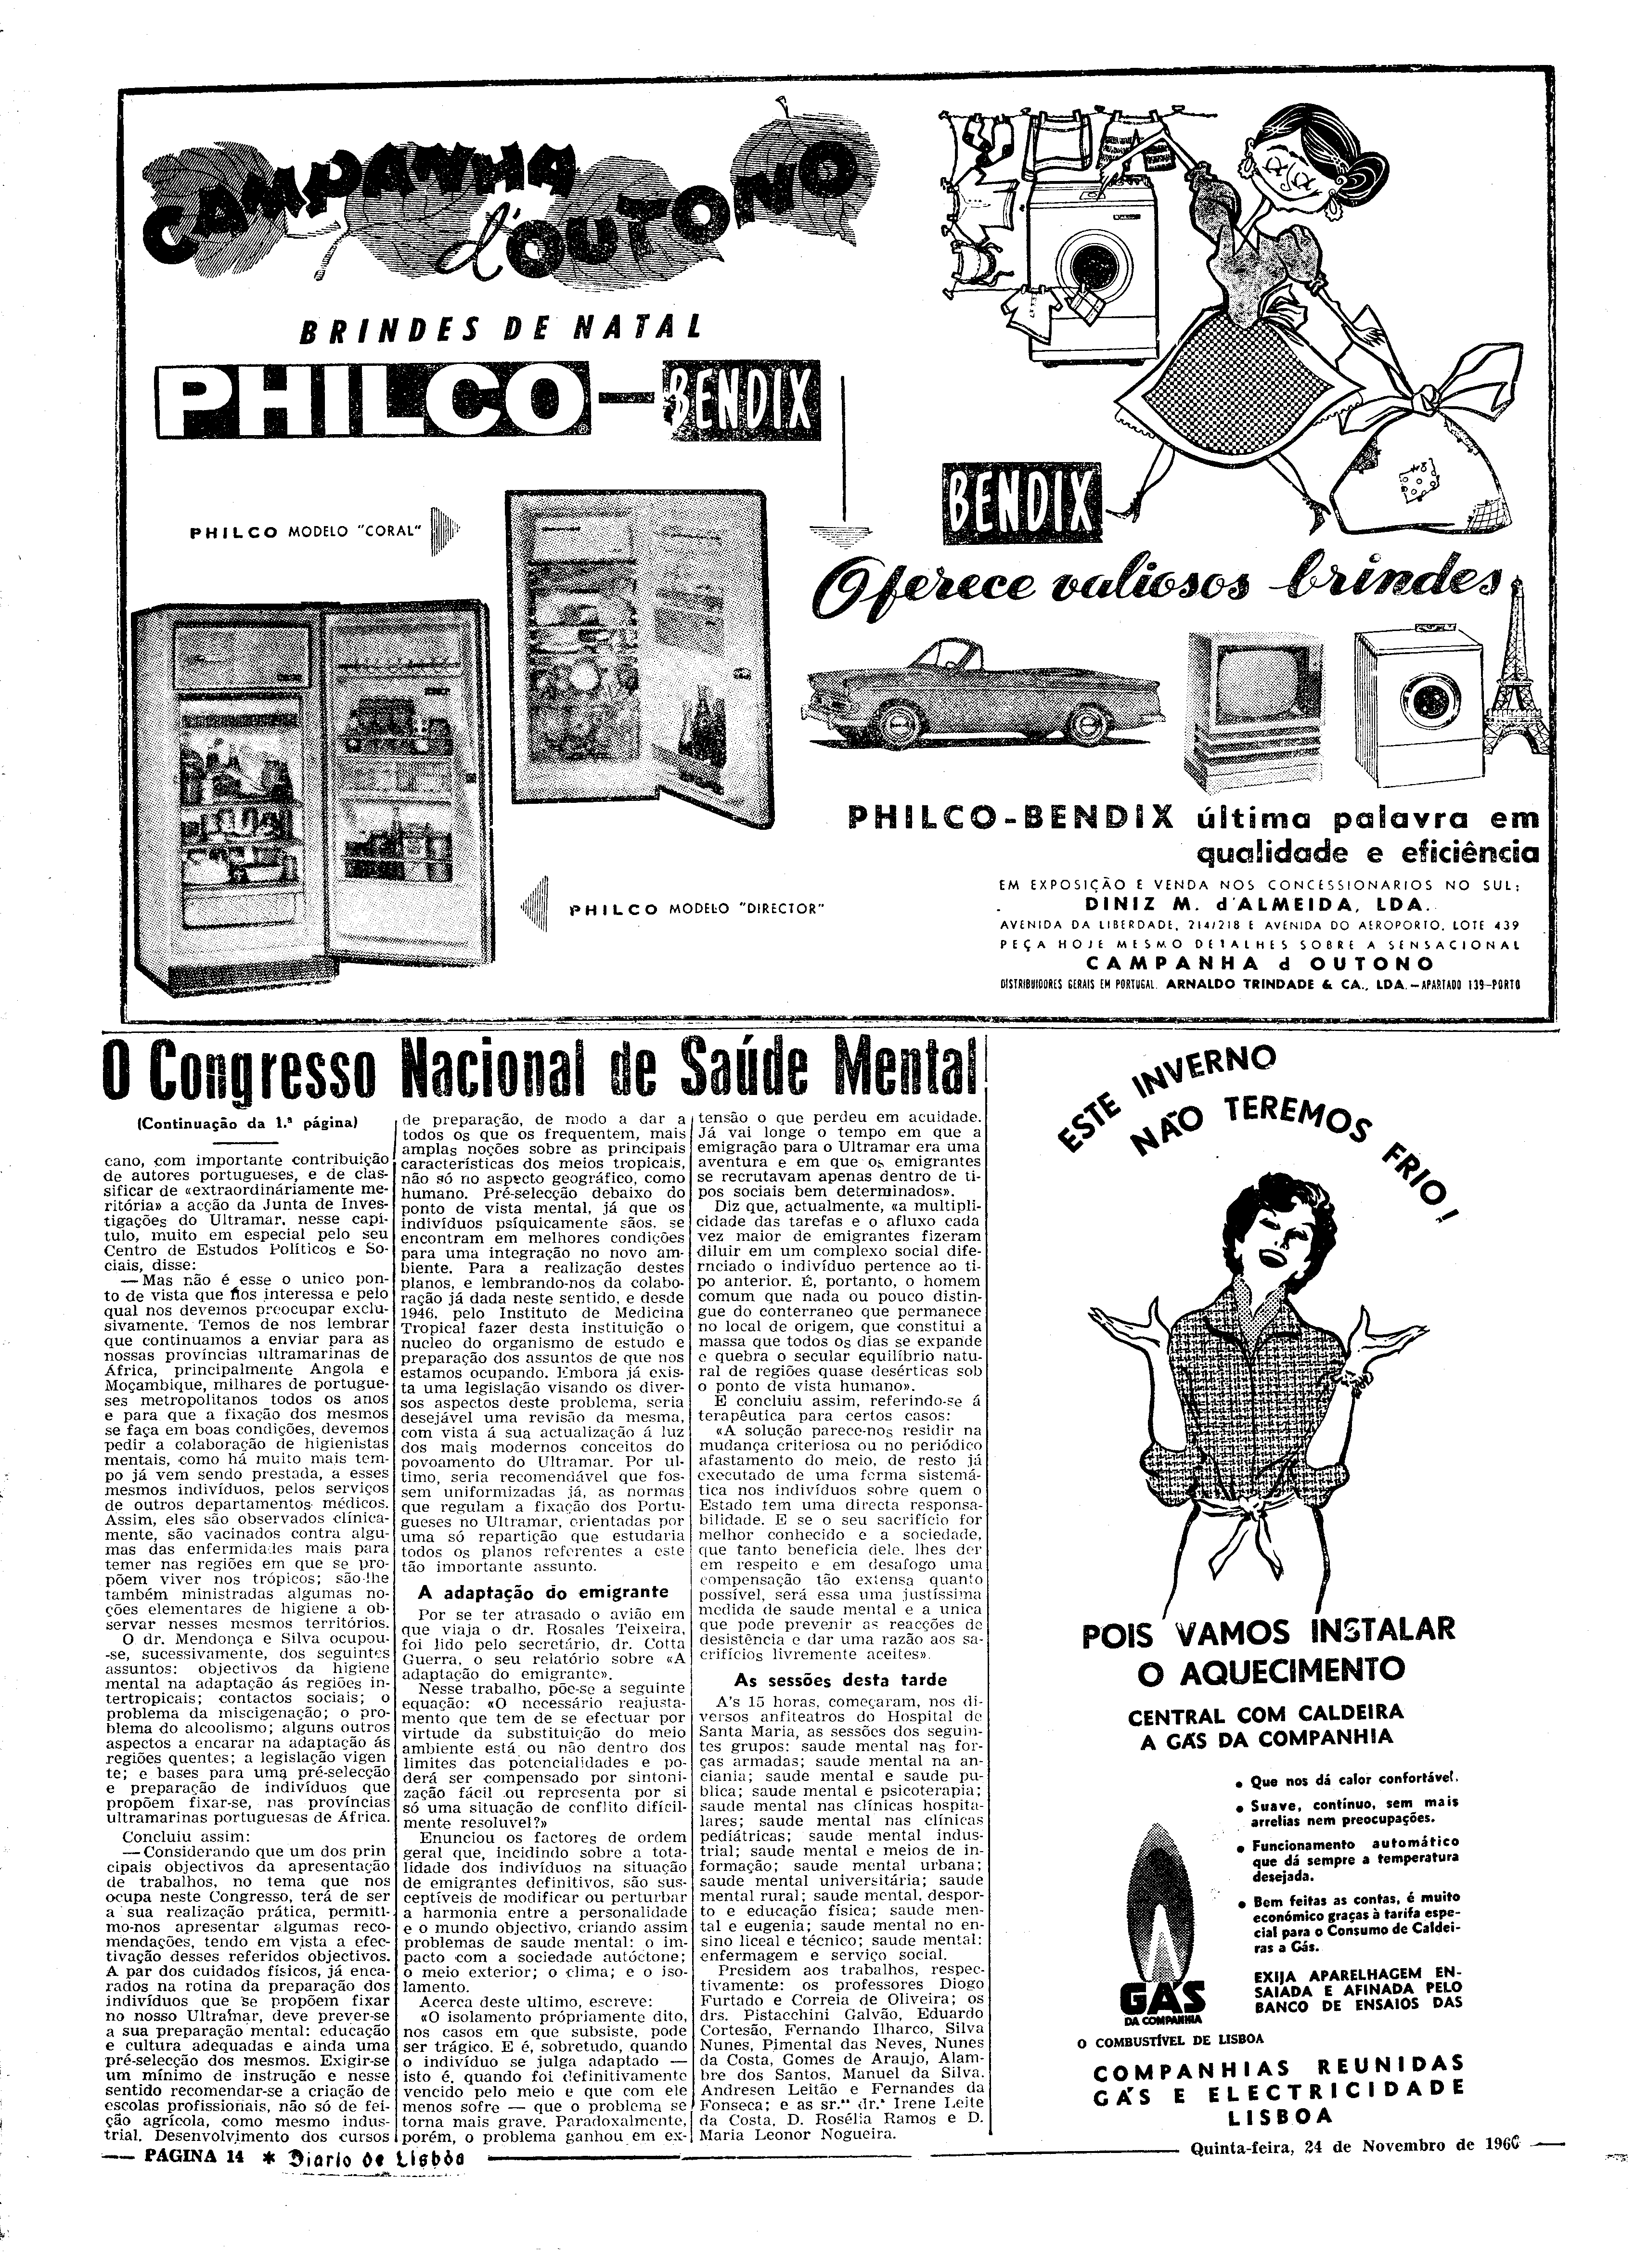 CAMPANHA
d'OUTONO
BRINDES DE NATAL
PHILCO—BENDIX
PHILCO MODELO "CORAL"
PHILCO MODELO "DIRECTOR"
BENDIX
Oferece valiosos brindes
PHILCO-BENDIX última palavra em
qualidade e eficiência
EM EXPOSIÇÃO E VENDA NOS CONCESSIONARIOS NO SUL:
DINIZ M. d'ALMEIDA, LDA.
AVENIDA DA LIBERDADE, 214/218 E AVENIDA DO AEROPORTO, LOTE 439
PEÇA HOJE MESMO DETALHES SOBRE A SENSACIONAL
CAMPANHA d OUTONO
DISTRIBUIDORES GERAIS EM PORTUGAL. ARNALDO TRINDADE & CA., LDA.—APARTADO 139—PORTO
O Congresso Nacional de Saúde Mental
(Continuação da 1.ª página)
cano, com importante contribuição
de autores portugueses, e de clas-
sificar de «extraordináriamente me-
ritória» a acção da Junta de Inves-
tigações do Ultramar, nesse capí-
tulo, muito em especial pelo seu
Centro de Estudos Políticos e So-
ciais, disse:
— Mas não é esse o unico pon-
to de vista que nos interessa e pelo
qual nos devemos preocupar exclu-
sivamente. Temos de nos lembrar
que continuamos a enviar para as
nossas províncias ultramarinas de
África, principalmente Angola e
Moçambique, milhares de portugue-
ses metropolitanos todos os anos
e para que a fixação dos mesmos
se faça em boas condições, devemos
pedir a colaboração de higienistas
mentais, como há muito mais tem-
po já vem sendo prestada, a esses
mesmos indivíduos, pelos serviços
de outros departamentos médicos.
Assim, eles são observados clínica-
mente, são vacinados contra algu-
mas das enfermidades mais para
temer nas regiões em que se pro-
põem viver nos trópicos; são-lhe
também ministradas algumas no-
ções elementares de higiene a ob-
servar nesses mesmos territórios.
O dr. Mendonça e Silva ocupou-
-se, sucessivamente, dos seguintes
assuntos: objectivos da higiene
mental na adaptação ás regiões in-
tertropicais; contactos sociais; o
problema da miscigenação; o pro-
blema do alcoolismo; alguns outros
aspectos a encarar na adaptação ás
regiões quentes; a legislação vigen
te; e bases para uma pré-selecção
e preparação de indivíduos que
propõem fixar-se, nas províncias
ultramarinas portuguesas de África.
Concluiu assim:
— Considerando que um dos prin
cipais objectivos da apresentação
de trabalhos, no tema que nos
ocupa neste Congresso, terá de ser
a sua realização prática, permiti-
mo-nos apresentar algumas reco-
mendações, tendo em vista a efec-
tivação desses referidos objectivos.
A par dos cuidados físicos, já enca-
rados na rotina da preparação dos
indivíduos que se propõem fixar
no nosso Ultramar, deve prever-se
a sua preparação mental: educação
e cultura adequadas e ainda uma
pré-selecção dos mesmos. Exigir-se
um mínimo de instrução e nesse
sentido recomendar-se a criação de
escolas profissionais, não só de fei-
ção agrícola, como mesmo indus-
trial. Desenvolvimento dos cursos
de preparação, de modo a dar a
todos os que os frequentem, mais
amplas noções sobre as principais
características dos meios tropicais,
não só no aspecto geográfico, como
humano. Pré-selecção debaixo do
ponto de vista mental, já que os
indivíduos psíquicamente sãos, se
encontram em melhores condições
para uma integração no novo am-
biente. Para a realização destes
planos, e lembrando-nos da colabo-
ração já dada neste sentido, e desde
1946, pelo Instituto de Medicina
Tropical fazer desta instituição o
nucleo do organismo de estudo e
preparação dos assuntos de que nos
estamos ocupando. Embora já exis-
ta uma legislação visando os diver-
sos aspectos deste problema, seria
desejável uma revisão da mesma,
com vista á sua actualização á luz
dos mais modernos conceitos do
povoamento do Ultramar. Por ul-
timo, seria recomendável que fos-
sem uniformizadas já, as normas
que regulam a fixação dos Portu-
gueses no Ultramar, orientadas por
uma só repartição que estudaria
todos os planos referentes a este
tão importante assunto.
A adaptação do emigrante
Por se ter atrasado o avião em
que viaja o dr. Rosales Teixeira,
foi lido pelo secretário, dr. Cotta
Guerra, o seu relatório sobre «A
adaptação do emigrante».
Nesse trabalho, põe-se a seguinte
equação: «O necessário reajusta-
mento que tem de se efectuar por
virtude da substituição do meio
ambiente está ou não dentro dos
limites das potencialidades e po-
derá ser compensado por sintoni-
zação fácil ou representa por si
só uma situação de conflito difícil-
mente resoluvel?»
Enunciou os factores de ordem
geral que, incidindo sobre a tota-
lidade dos indivíduos na situação
de emigrantes definitivos, são sus-
ceptíveis de modificar ou perturbar
a harmonia entre a personalidade
e o mundo objectivo, criando assim
problemas de saude mental: o im-
pacto com a sociedade autóctone;
o meio exterior; o clima; e o iso-
lamento.
Acerca deste ultimo, escreve:
«O isolamento própriamente dito,
nos casos em que subsiste, pode
ser trágico. E é, sobretudo, quando
o indivíduo se julga adaptado —
isto é, quando foi definitivamente
vencido pelo meio e que com ele
menos sofre — que o problema se
torna mais grave. Paradoxalmente,
porém, o problema ganhou em ex-
tensão o que perdeu em acuidade.
Já vai longe o tempo em que a
emigração para o Ultramar era uma
aventura e em que os emigrantes
se recrutavam apenas dentro de ti-
pos sociais bem determinados».
Diz que, actualmente, «a multipli-
cidade das tarefas e o afluxo cada
vez maior de emigrantes fizeram
diluir em um complexo social dife-
rnciado o indivíduo pertence ao ti-
po anterior. É, portanto, o homem
comum que nada ou pouco distin-
gue do conterraneo que permanece
no local de origem, que constitui a
massa que todos os dias se expande
e quebra o secular equilíbrio natu-
ral de regiões quase desérticas sob
o ponto de vista humano».
E concluiu assim, referindo-se á
terapêutica para certos casos:
«A solução parece-nos residir na
mudança criteriosa ou no periódico
afastamento do meio, de resto já
executado de uma forma sistemá-
tica nos indivíduos sobre quem o
Estado tem uma directa responsa-
bilidade. E se o seu sacrifício for
melhor conhecido e a sociedade,
que tanto beneficia dele, lhes der
em respeito e em desafogo uma
compensação tão extensa quanto
possível, será essa uma justíssima
medida de saude mental e a unica
que pode prevenir as reacções de
desistência e dar uma razão aos sa-
crifícios livremente aceites».
As sessões desta tarde
A's 15 horas, começaram, nos di-
versos anfiteatros do Hospital de
Santa Maria, as sessões dos seguin-
tes grupos: saude mental nas for-
ças armadas; saude mental na an-
ciania; saude mental e saude pu-
blica; saude mental e psicoterapia;
saude mental nas clínicas hospita-
lares; saude mental nas clínicas
pediátricas; saude mental indus-
trial; saude mental e meios de in-
formação; saude mental urbana;
saude mental universitária; saude
mental rural; saude mental, despor-
to e educação física; saude men-
tal e eugenia; saude mental no en-
sino liceal e técnico; saude mental:
enfermagem e serviço social.
Presidem aos trabalhos, respec-
tivamente: os professores Diogo
Furtado e Correia de Oliveira; os
drs. Pistacchini Galvão, Eduardo
Cortesão, Fernando Ilharco, Silva
Nunes, Pimental das Neves, Nunes
da Costa, Gomes de Araujo, Alam-
bre dos Santos, Manuel da Silva,
Andresen Leitão e Fernandes da
Fonseca; e as sr.ªˢ dr.ª Irene Leite
da Costa, D. Rosélia Ramos e D.
Maria Leonor Nogueira.
ESTE INVERNO
NÃO TEREMOS FRIO!
POIS VAMOS INSTALAR
O AQUECIMENTO
CENTRAL COM CALDEIRA
A GÁS DA COMPANHIA
• Que nos dá calor confortável.
• Suave, contínuo, sem mais
arrelias nem preocupações.
• Funcionamento automático
que dá sempre a temperatura
desejada.
• Bem feitas as contas, é muito
económico graças à tarifa espe-
cial para o Consumo de Caldei-
ras a Gás.
EXIJA APARELHAGEM EN-
SAIADA E AFINADA PELO
BANCO DE ENSAIOS DAS
GÁS
DA COMPANHIA
O COMBUSTÍVEL DE LISBOA
COMPANHIAS REUNIDAS
GÁS E ELECTRICIDADE
LISBOA
PÁGINA 14 * Diario de Lisbôa
Quinta-feira, 24 de Novembro de 1960